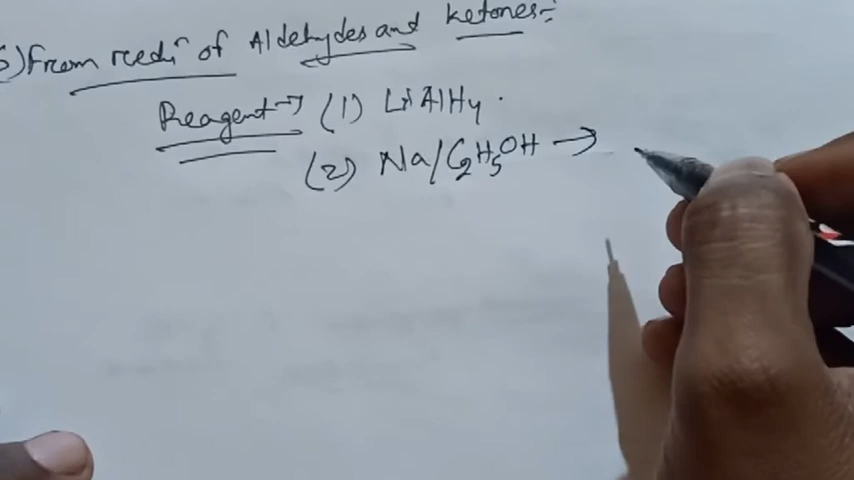 5) From redn of Aldehydes and ketones:-
Reagent → (1) LiAlH4 .
(2) Na/C2H5OH →